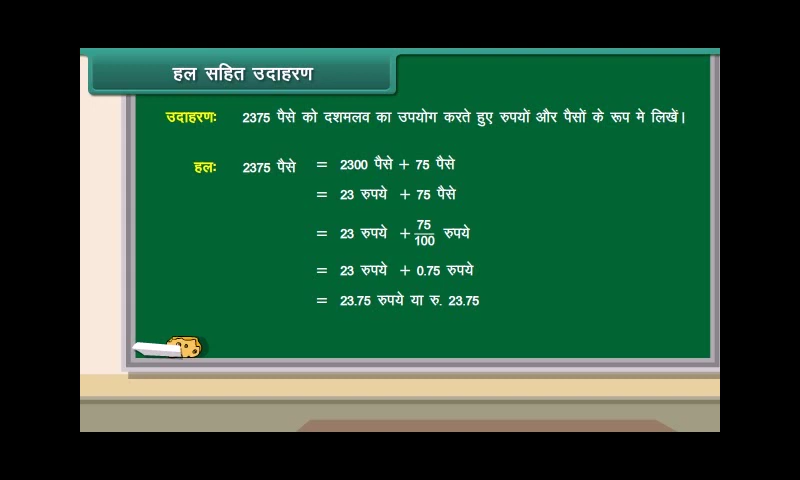 हल सहित उदाहरण
उदाहरणः 2375 पैसे को दशमलव का उपयोग करते हुए रुपयों और पैसों के रूप मे लिखें।
हलः 2375 पैसे = 2300 पैसे + 75 पैसे
= 23 रुपये + 75 पैसे
= 23 रुपये + 75/100 रुपये
= 23 रुपये + 0.75 रुपये
= 23.75 रुपये या रु. 23.75